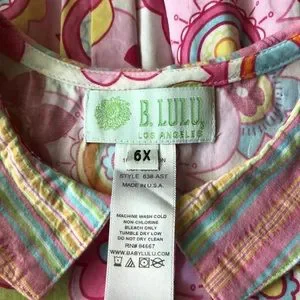 B. LULU
LOS ANGELES
6X
STYLE 638-AST
MADE IN U.S.A.
MACHINE WASH COLD
NON-CHLORINE
BLEACH ONLY
TUMBLE DRY LOW
DO NOT DRY CLEAN
RN# 84667
WWW.BABYLULU.COM